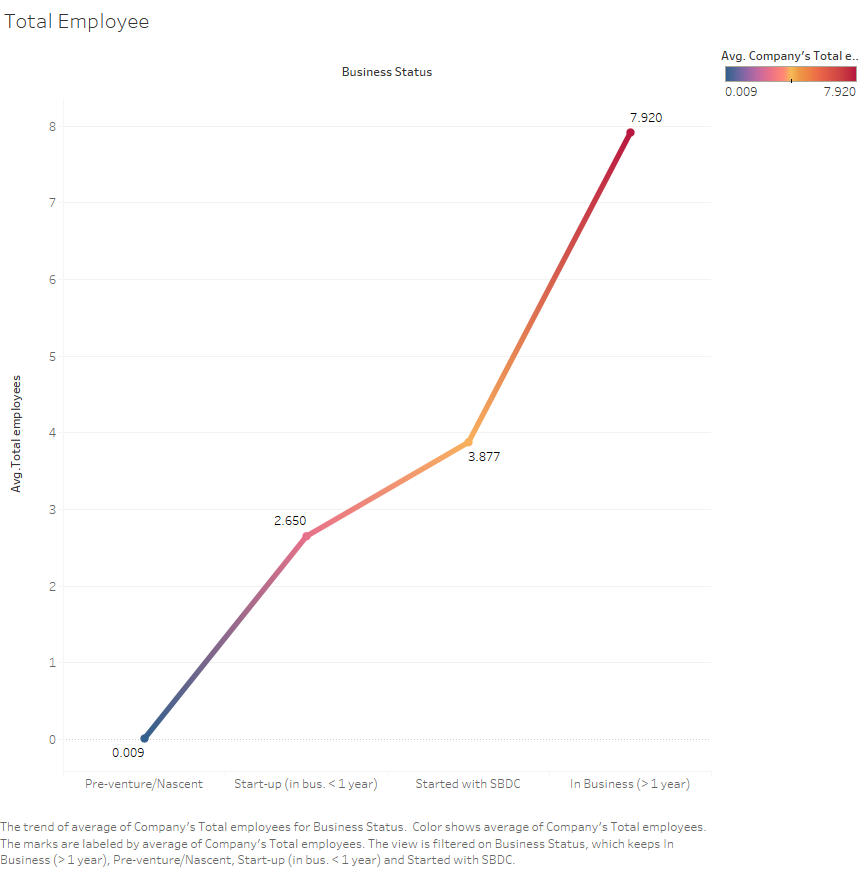 Total Employee
Avg. Company's Total e..
0.009 7.920
Business Status
8
7
6
5
4
3
2
1
0
Avg.Total employees
7.920
3.877
2.650
0.009
Pre-venture/Nascent Start-up (in bus. < 1 year) Started with SBDC In Business (> 1 year)
The trend of average of Company's Total employees for Business Status.  Color shows average of Company's Total employees.
The marks are labeled by average of Company's Total employees. The view is filtered on Business Status, which keeps In
Business (> 1 year), Pre-venture/Nascent, Start-up (in bus. < 1 year) and Started with SBDC.